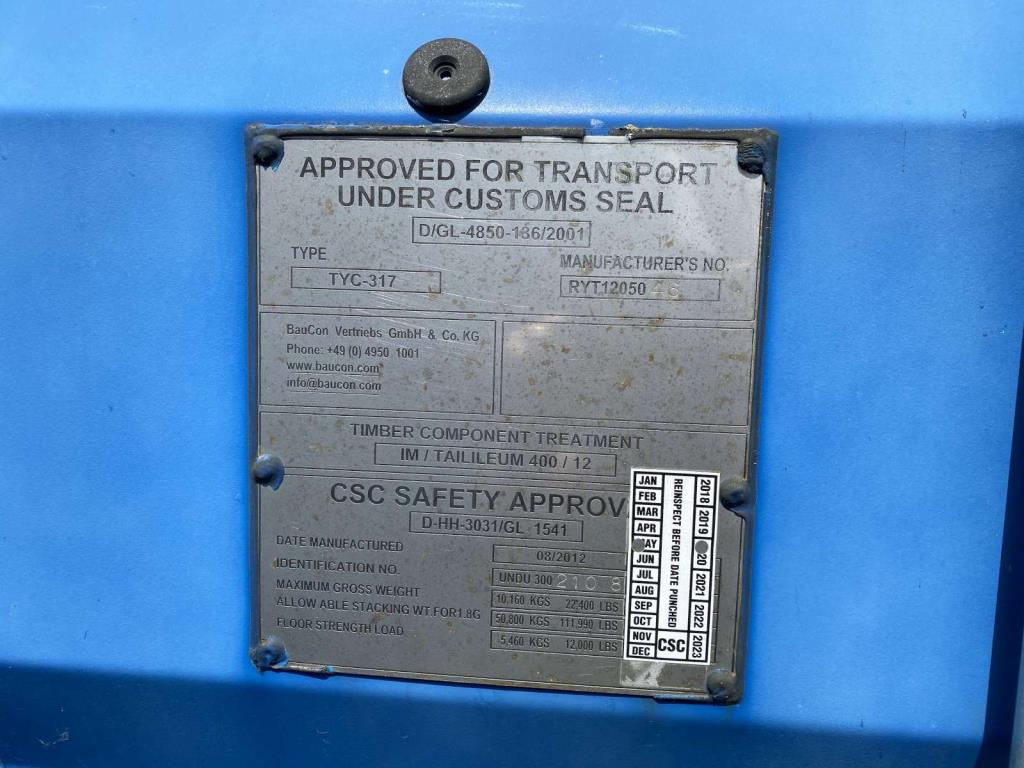 APPROVED FOR TRANSPORT
UNDER CUSTOMS SEAL
D/GL-4850-186/2001
TYPE
MANUFACTURER'S NO.
TYC-317
RYT12050
BauCon Vertriebs GmbH & Co. KG
Phone: +49 (0) 4950 1001
www.baucon.com
info@baucon.com
TIMBER COMPONENT TREATMENT
IM / TAILILEUM 400 / 12
CSC SAFETY APPROV
D-HH-3031/GL 1541
DATE MANUFACTURED 08/2012
IDENTIFICATION NO. UNDU 300 210 8
MAXIMUM GROSS WEIGHT 10,160 KGS 22,400 LBS
ALLOW ABLE STACKING WT.FOR1.8G 50,800 KGS 111,990 LBS
FLOOR STRENGTH LOAD 5,460 KGS 12,000 LBS
JAN
FEB
MAR
APR
MAY
JUN
JUL
AUG
SEP
OCT
NOV
DEC
REINSPECT BEFORE DATE PUNCHED
CSC
2018 2019 20 2021 2022 2023